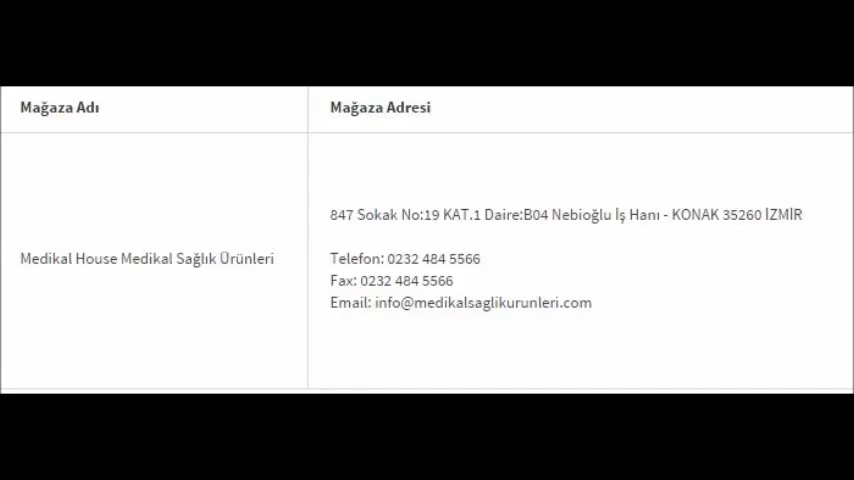 Mağaza Adı
Mağaza Adresi
Medikal House Medikal Sağlık Ürünleri
847 Sokak No:19 KAT.1 Daire:B04 Nebioğlu İş Hanı - KONAK 35260 İZMİR
Telefon: 0232 484 5566
Fax: 0232 484 5566
Email: info@medikalsaglikurunleri.com